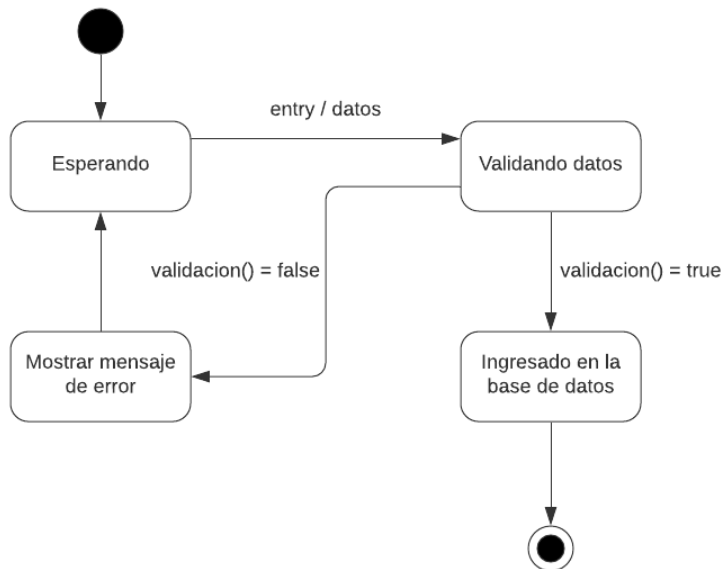 entry / datos
Esperando
Validando datos
validacion() = false
validacion() = true
Mostrar mensaje
de error
Ingresado en la
base de datos